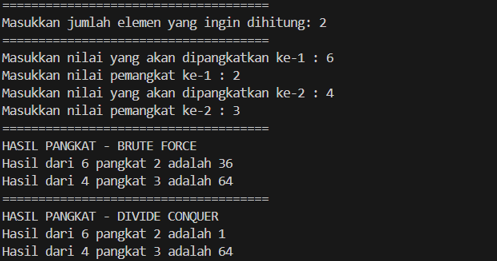 =====================================
Masukkan jumlah elemen yang ingin dihitung: 2
=====================================
Masukkan nilai yang akan dipangkatkan ke-1 : 6
Masukkan nilai pemangkat ke-1 : 2
Masukkan nilai yang akan dipangkatkan ke-2 : 4
Masukkan nilai pemangkat ke-2 : 3
=====================================
HASIL PANGKAT - BRUTE FORCE
Hasil dari 6 pangkat 2 adalah 36
Hasil dari 4 pangkat 3 adalah 64
=====================================
HASIL PANGKAT - DIVIDE CONQUER
Hasil dari 6 pangkat 2 adalah 1
Hasil dari 4 pangkat 3 adalah 64